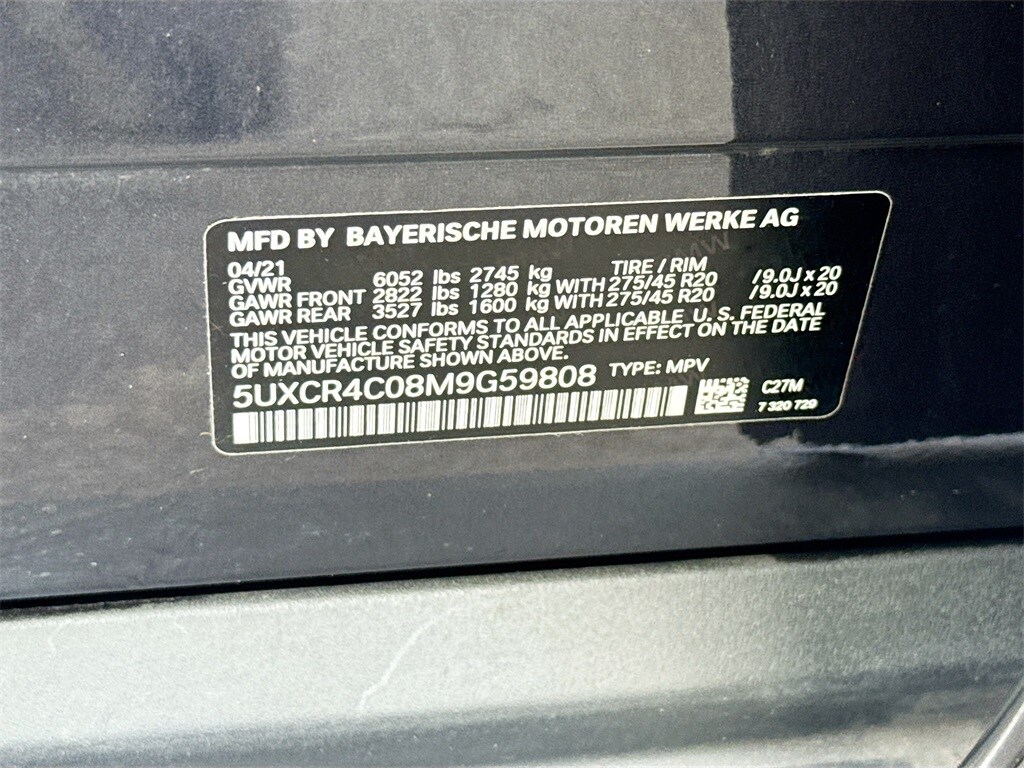 MFD BY BAYERISCHE MOTOREN WERKE AG
04/21 TIRE / RIM
GVWR 6052 lbs 2745 kg
GAWR FRONT 2822 lbs 1280 kg WITH 275/45 R20 /9.0J x 20
GAWR REAR 3527 lbs 1600 kg WITH 275/45 R20 /9.0J x 20
THIS VEHICLE CONFORMS TO ALL APPLICABLE U. S. FEDERAL
MOTOR VEHICLE SAFETY STANDARDS IN EFFECT ON THE DATE
OF MANUFACTURE SHOWN ABOVE.
5UXCR4C08M9G59808 TYPE: MPV
C27M
7 320 729